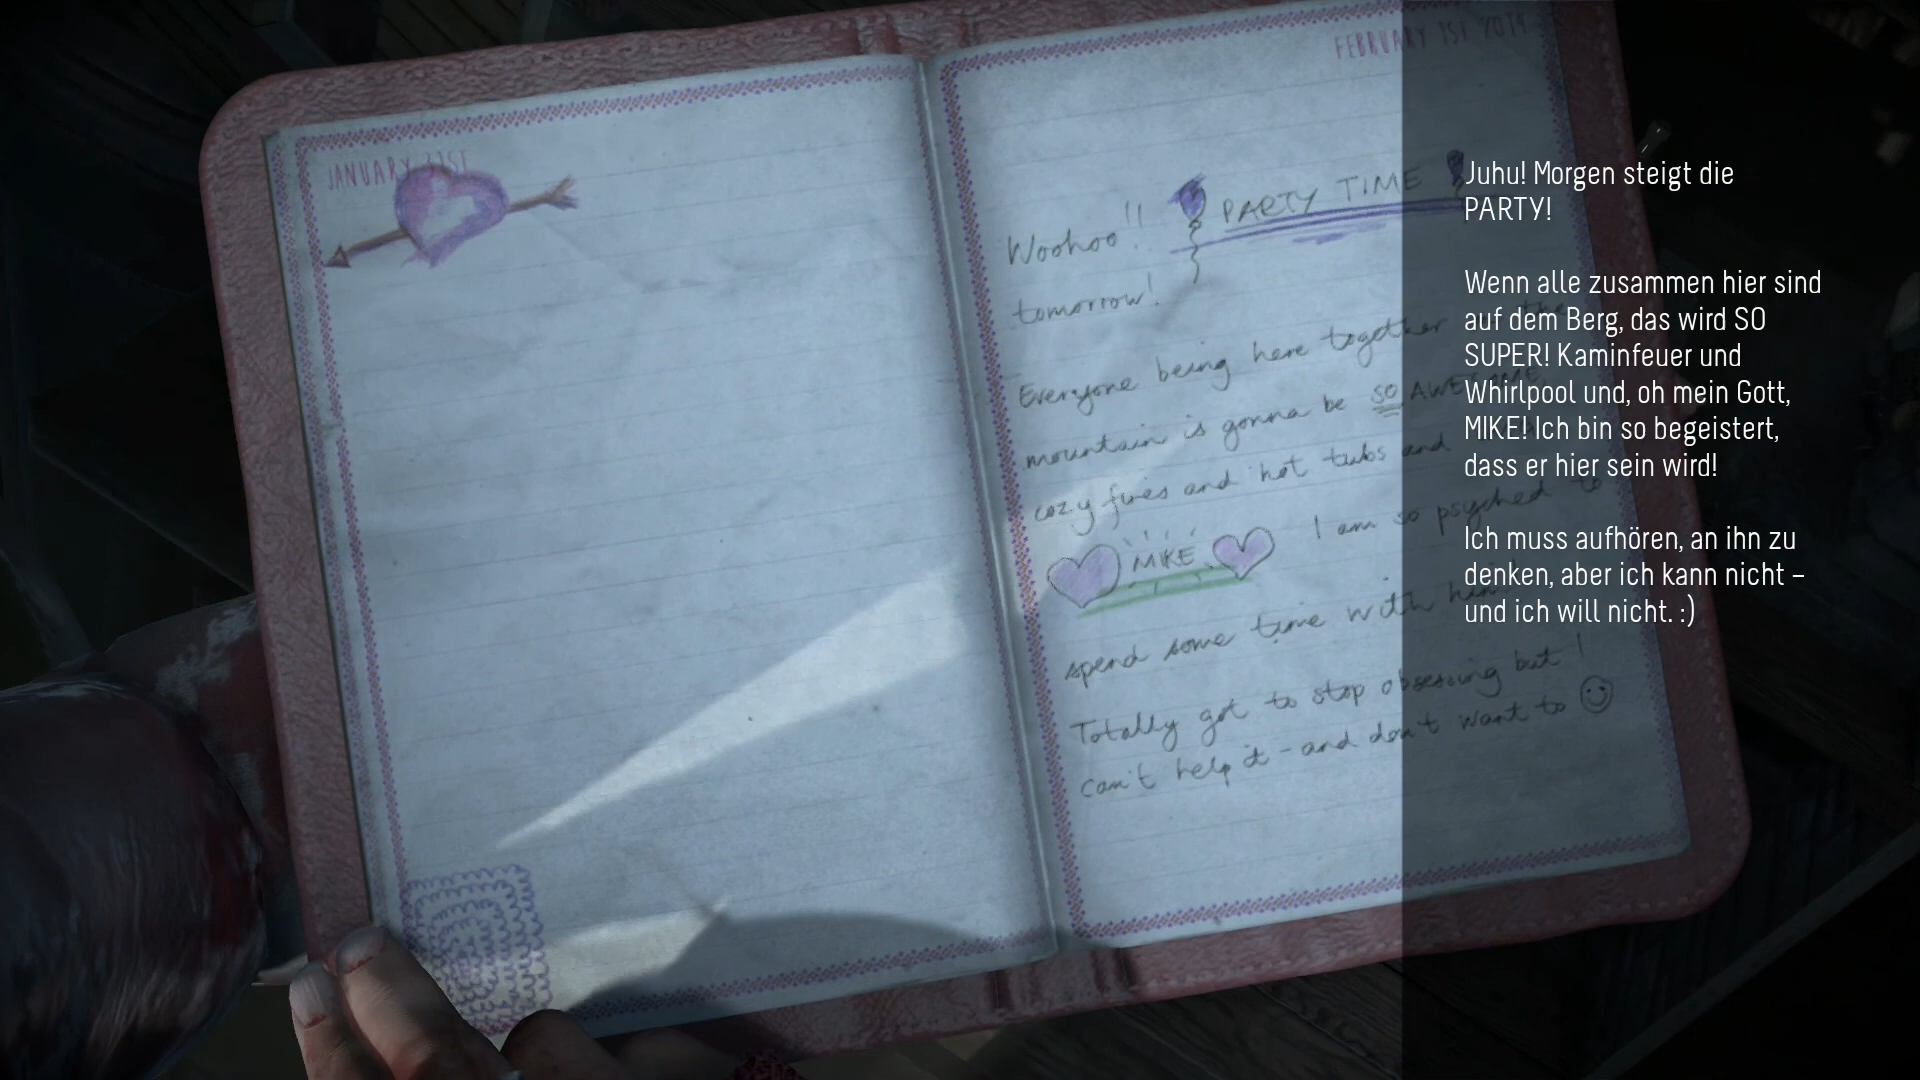 JANUARY 31ST
FEBRUARY 1ST 2014
Woohoo!! PARTY TIME
tomorrow!
Everyone being here together the
mountain is gonna be so AWESOME
cozy fires and hot tubs and
MIKE I am so psyched to
spend some time with him
Totally got to stop obsessing but I
can't help it - and don't want to
Juhu! Morgen steigt die
PARTY!
Wenn alle zusammen hier sind
auf dem Berg, das wird SO
SUPER! Kaminfeuer und
Whirlpool und, oh mein Gott,
MIKE! Ich bin so begeistert,
dass er hier sein wird!
Ich muss aufhören, an ihn zu
denken, aber ich kann nicht –
und ich will nicht. :)